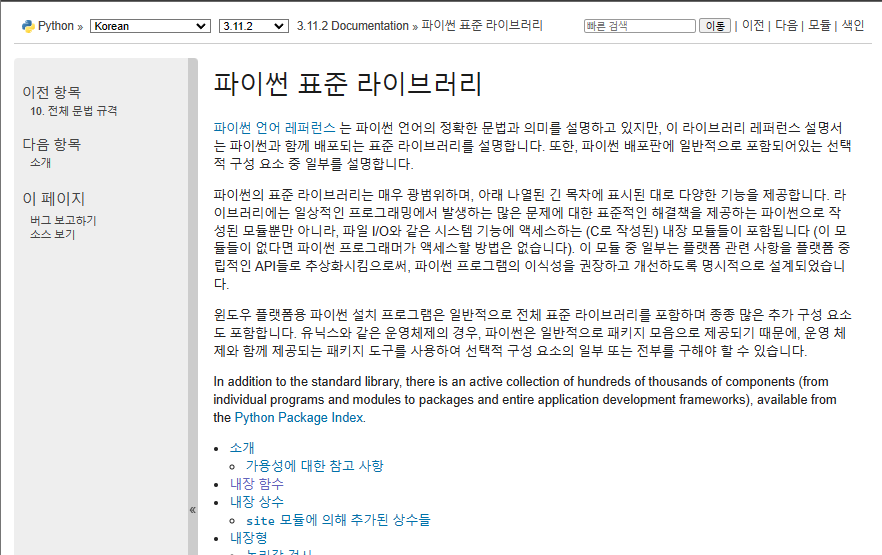 Python » Korean 3.11.2 3.11.2 Documentation » 파이썬 표준 라이브러리 빠른 검색 이동 | 이전 | 다음 | 모듈 | 색인
이전 항목
10. 전체 문법 규격
다음 항목
소개
이 페이지
버그 보고하기
소스 보기
«
파이썬 표준 라이브러리
파이썬 언어 레퍼런스 는 파이썬 언어의 정확한 문법과 의미를 설명하고 있지만, 이 라이브러리 레퍼런스 설명서
는 파이썬과 함께 배포되는 표준 라이브러리를 설명합니다. 또한, 파이썬 배포판에 일반적으로 포함되어있는 선택
적 구성 요소 중 일부를 설명합니다.
파이썬의 표준 라이브러리는 매우 광범위하며, 아래 나열된 긴 목차에 표시된 대로 다양한 기능을 제공합니다. 라
이브러리에는 일상적인 프로그래밍에서 발생하는 많은 문제에 대한 표준적인 해결책을 제공하는 파이썬으로 작
성된 모듈뿐만 아니라, 파일 I/O와 같은 시스템 기능에 액세스하는 (C로 작성된) 내장 모듈들이 포함됩니다 (이 모
듈들이 없다면 파이썬 프로그래머가 액세스할 방법은 없습니다). 이 모듈 중 일부는 플랫폼 관련 사항을 플랫폼 중
립적인 API들로 추상화시킴으로써, 파이썬 프로그램의 이식성을 권장하고 개선하도록 명시적으로 설계되었습니
다.
윈도우 플랫폼용 파이썬 설치 프로그램은 일반적으로 전체 표준 라이브러리를 포함하며 종종 많은 추가 구성 요소
도 포함합니다. 유닉스와 같은 운영체제의 경우, 파이썬은 일반적으로 패키지 모음으로 제공되기 때문에, 운영 체
제와 함께 제공되는 패키지 도구를 사용하여 선택적 구성 요소의 일부 또는 전부를 구해야 할 수 있습니다.
In addition to the standard library, there is an active collection of hundreds of thousands of components (from
individual programs and modules to packages and entire application development frameworks), available from
the Python Package Index.
소개
가용성에 대한 참고 사항
내장 함수
내장 상수
site 모듈에 의해 추가된 상수들
내장형